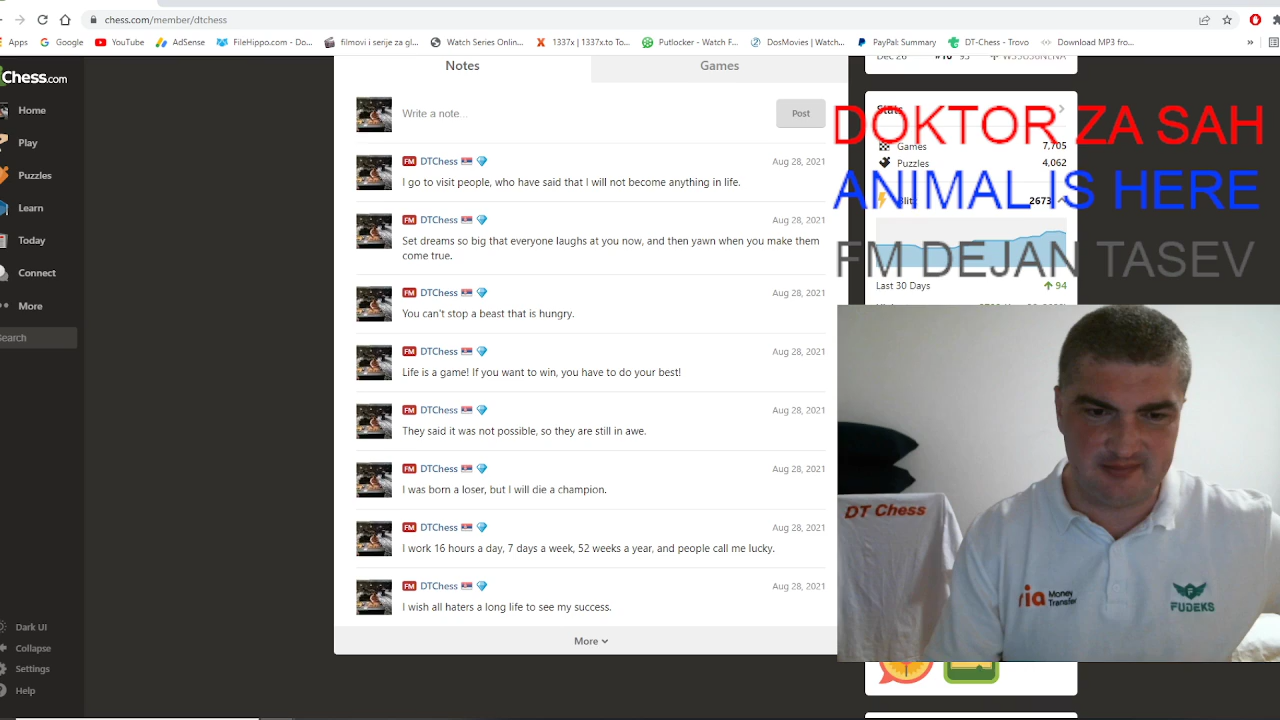 chess.com/member/dtchess
Apps
Google
YouTube
AdSense
FileHippo.com - Do...
filmovi i serije za gl...
Watch Series Onlin...
1337x | 1337x.to To...
Putlocker - Watch F...
DosMovies | Watch...
PayPal: Summary
DT-Chess - Trovo
Download MP3 fro...
»
Chess.com
Home
Play
Puzzles
Learn
Today
Connect
More
Search
Dark UI
Collapse
Settings
Help
Notes
Games
Write a note...
Post
FM DTChess Aug 28, 2021
I go to visit people, who have said that I will not become anything in life.
FM DTChess Aug 28, 2021
Set dreams so big that everyone laughs at you now, and then yawn when you make them
come true.
FM DTChess Aug 28, 2021
You can't stop a beast that is hungry.
FM DTChess Aug 28, 2021
Life is a game! If you want to win, you have to do your best!
FM DTChess Aug 28, 2021
They said it was not possible, so they are still in awe.
FM DTChess Aug 28, 2021
I was born a loser, but I will die a champion.
FM DTChess Aug 28, 2021
I work 16 hours a day, 7 days a week, 52 weeks a year, and people call me lucky.
FM DTChess Aug 28, 2021
I wish all haters a long life to see my success.
More
Dec 26 #10 95
Stats
DOKTOR ZA SAH
Games 7,705
Puzzles 4,062
ANIMAL IS HERE
Blitz 2673
FM DEJAN TASEV
Last 30 Days 94
DT Chess
ria Money
Transfer
FUDEKS